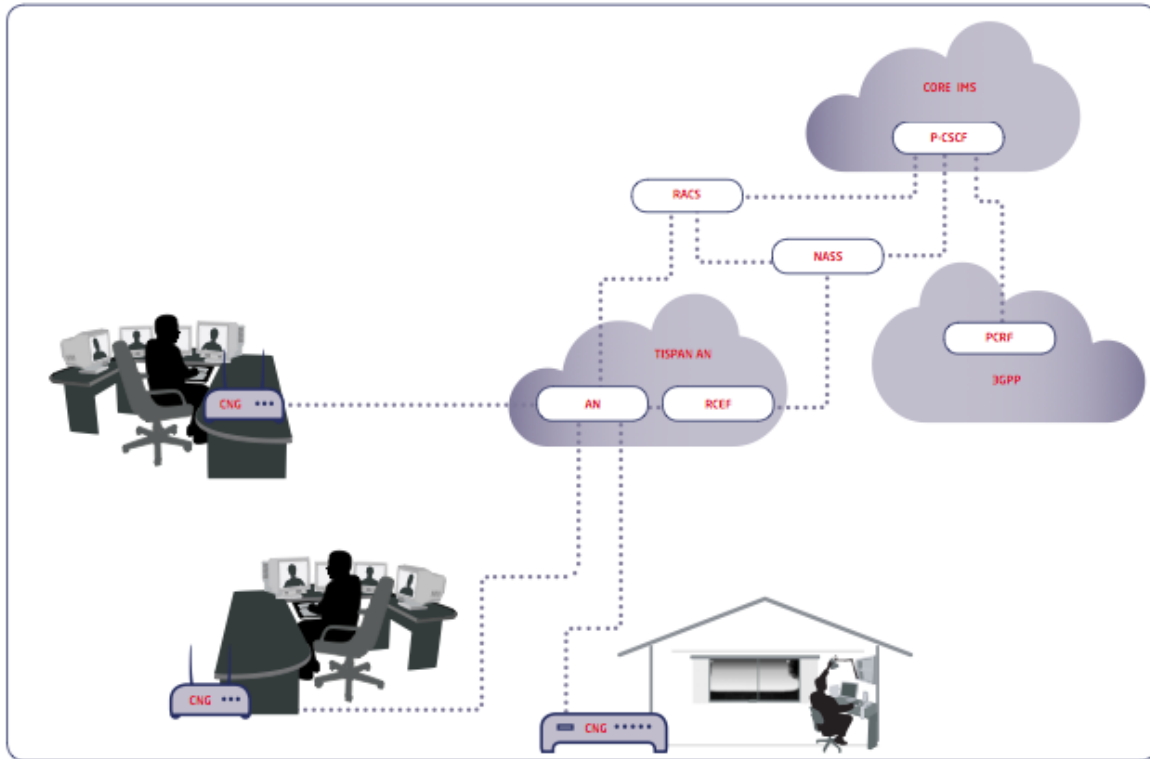 CORE IMS
P-CSCF
RACS
NASS
PCRF
3GPP
TISPAN AN
AN
RCEF
CNG
CNG
CNG